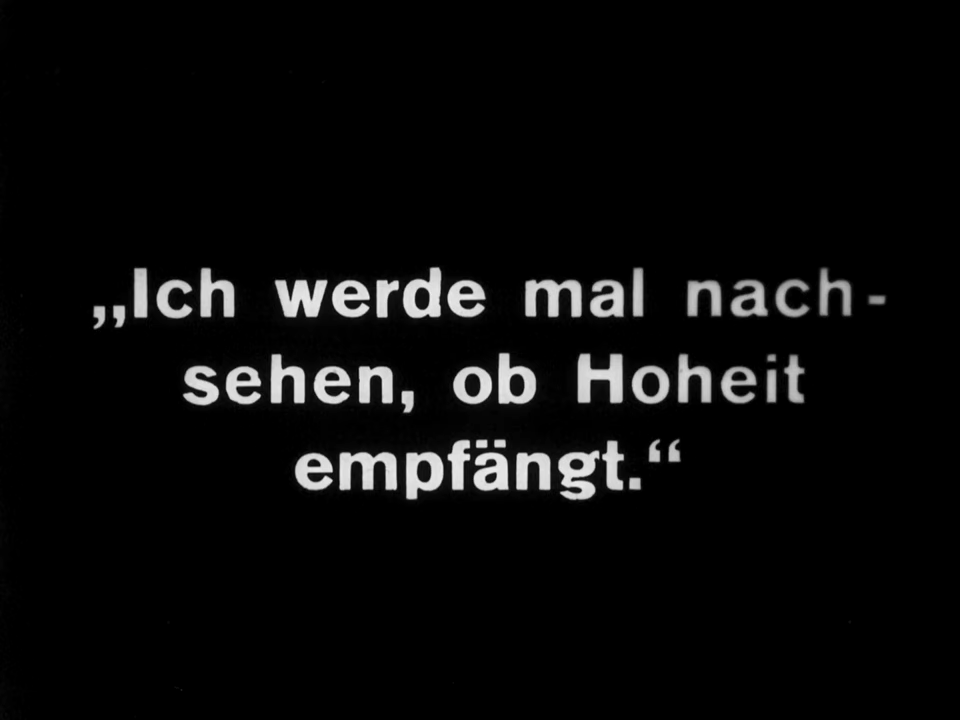 „Ich werde mal nach-
sehen, ob Hoheit
empfängt.“